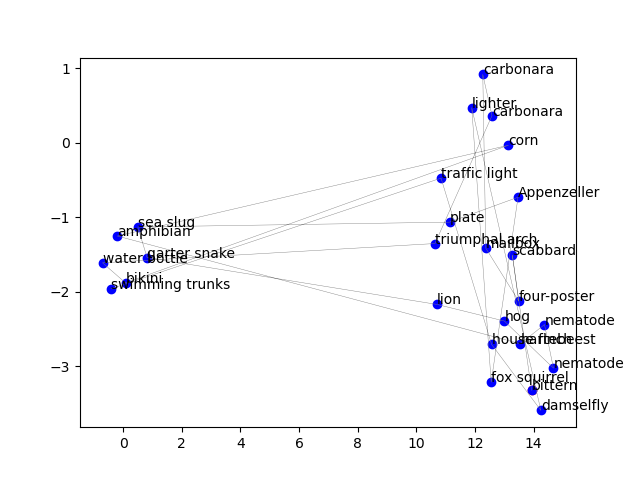 1
carbonara
lighter
carbonara
0
corn
traffic light
Appenzeller
−1
sea slug
plate
amphibian
triumphal arch
mailbox
scabbard
water bottle
garter snake
bikini
swimming trunks
−2
lion
four-poster
hog
nematode
house finch
hartebeest
−3
nematode
fox squirrel
bittern
damselfly
0
2
4
6
8
10
12
14